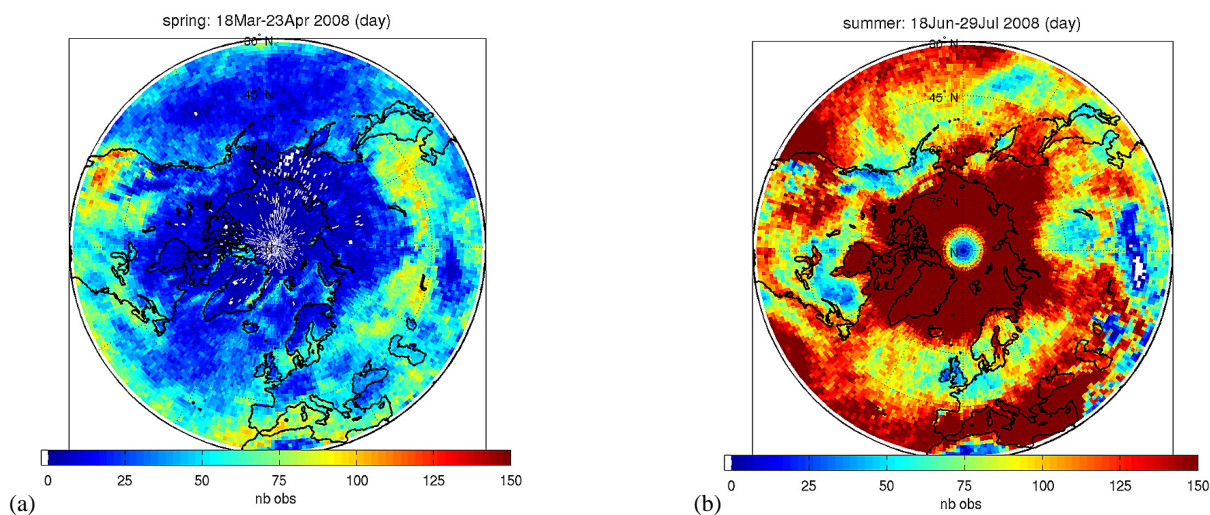 spring: 18Mar-23Apr 2008 (day)
30° N
45° N
0 25 50 75 100 125 150
nb obs
(a)
summer: 18Jun-29Jul 2008 (day)
30° N
45° N
75° N
0 25 50 75 100 125 150
nb obs
(b)